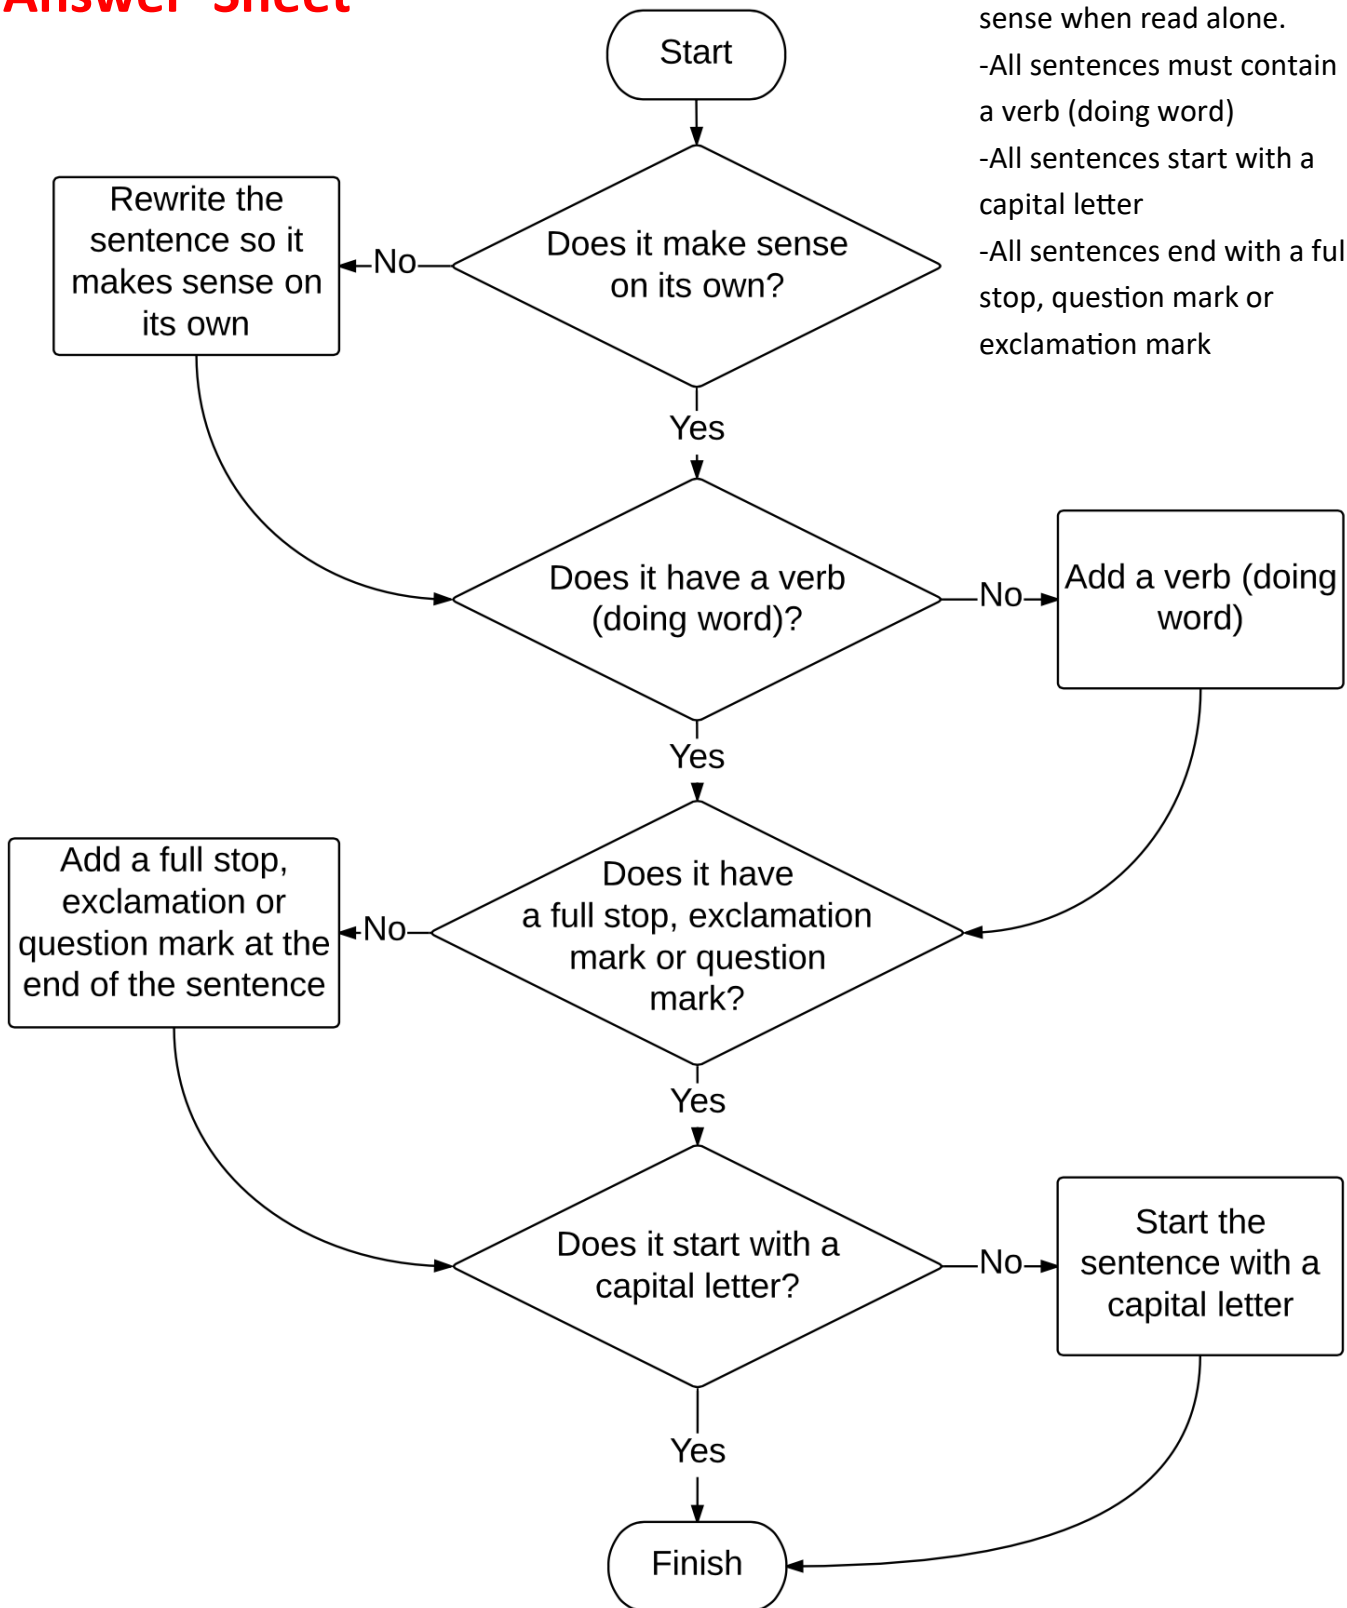 Answer Sheet
sense when read alone.
-All sentences must contain
a verb (doing word)
-All sentences start with a
capital letter
-All sentences end with a ful
stop, question mark or
exclamation mark
Start
Does it make sense
on its own?
No
Rewrite the
sentence so it
makes sense on
its own
Yes
Does it have a verb
(doing word)?
No
Add a verb (doing
word)
Yes
Does it have
a full stop, exclamation
mark or question
mark?
No
Add a full stop,
exclamation or
question mark at the
end of the sentence
Yes
Does it start with a
capital letter?
No
Start the
sentence with a
capital letter
Yes
Finish